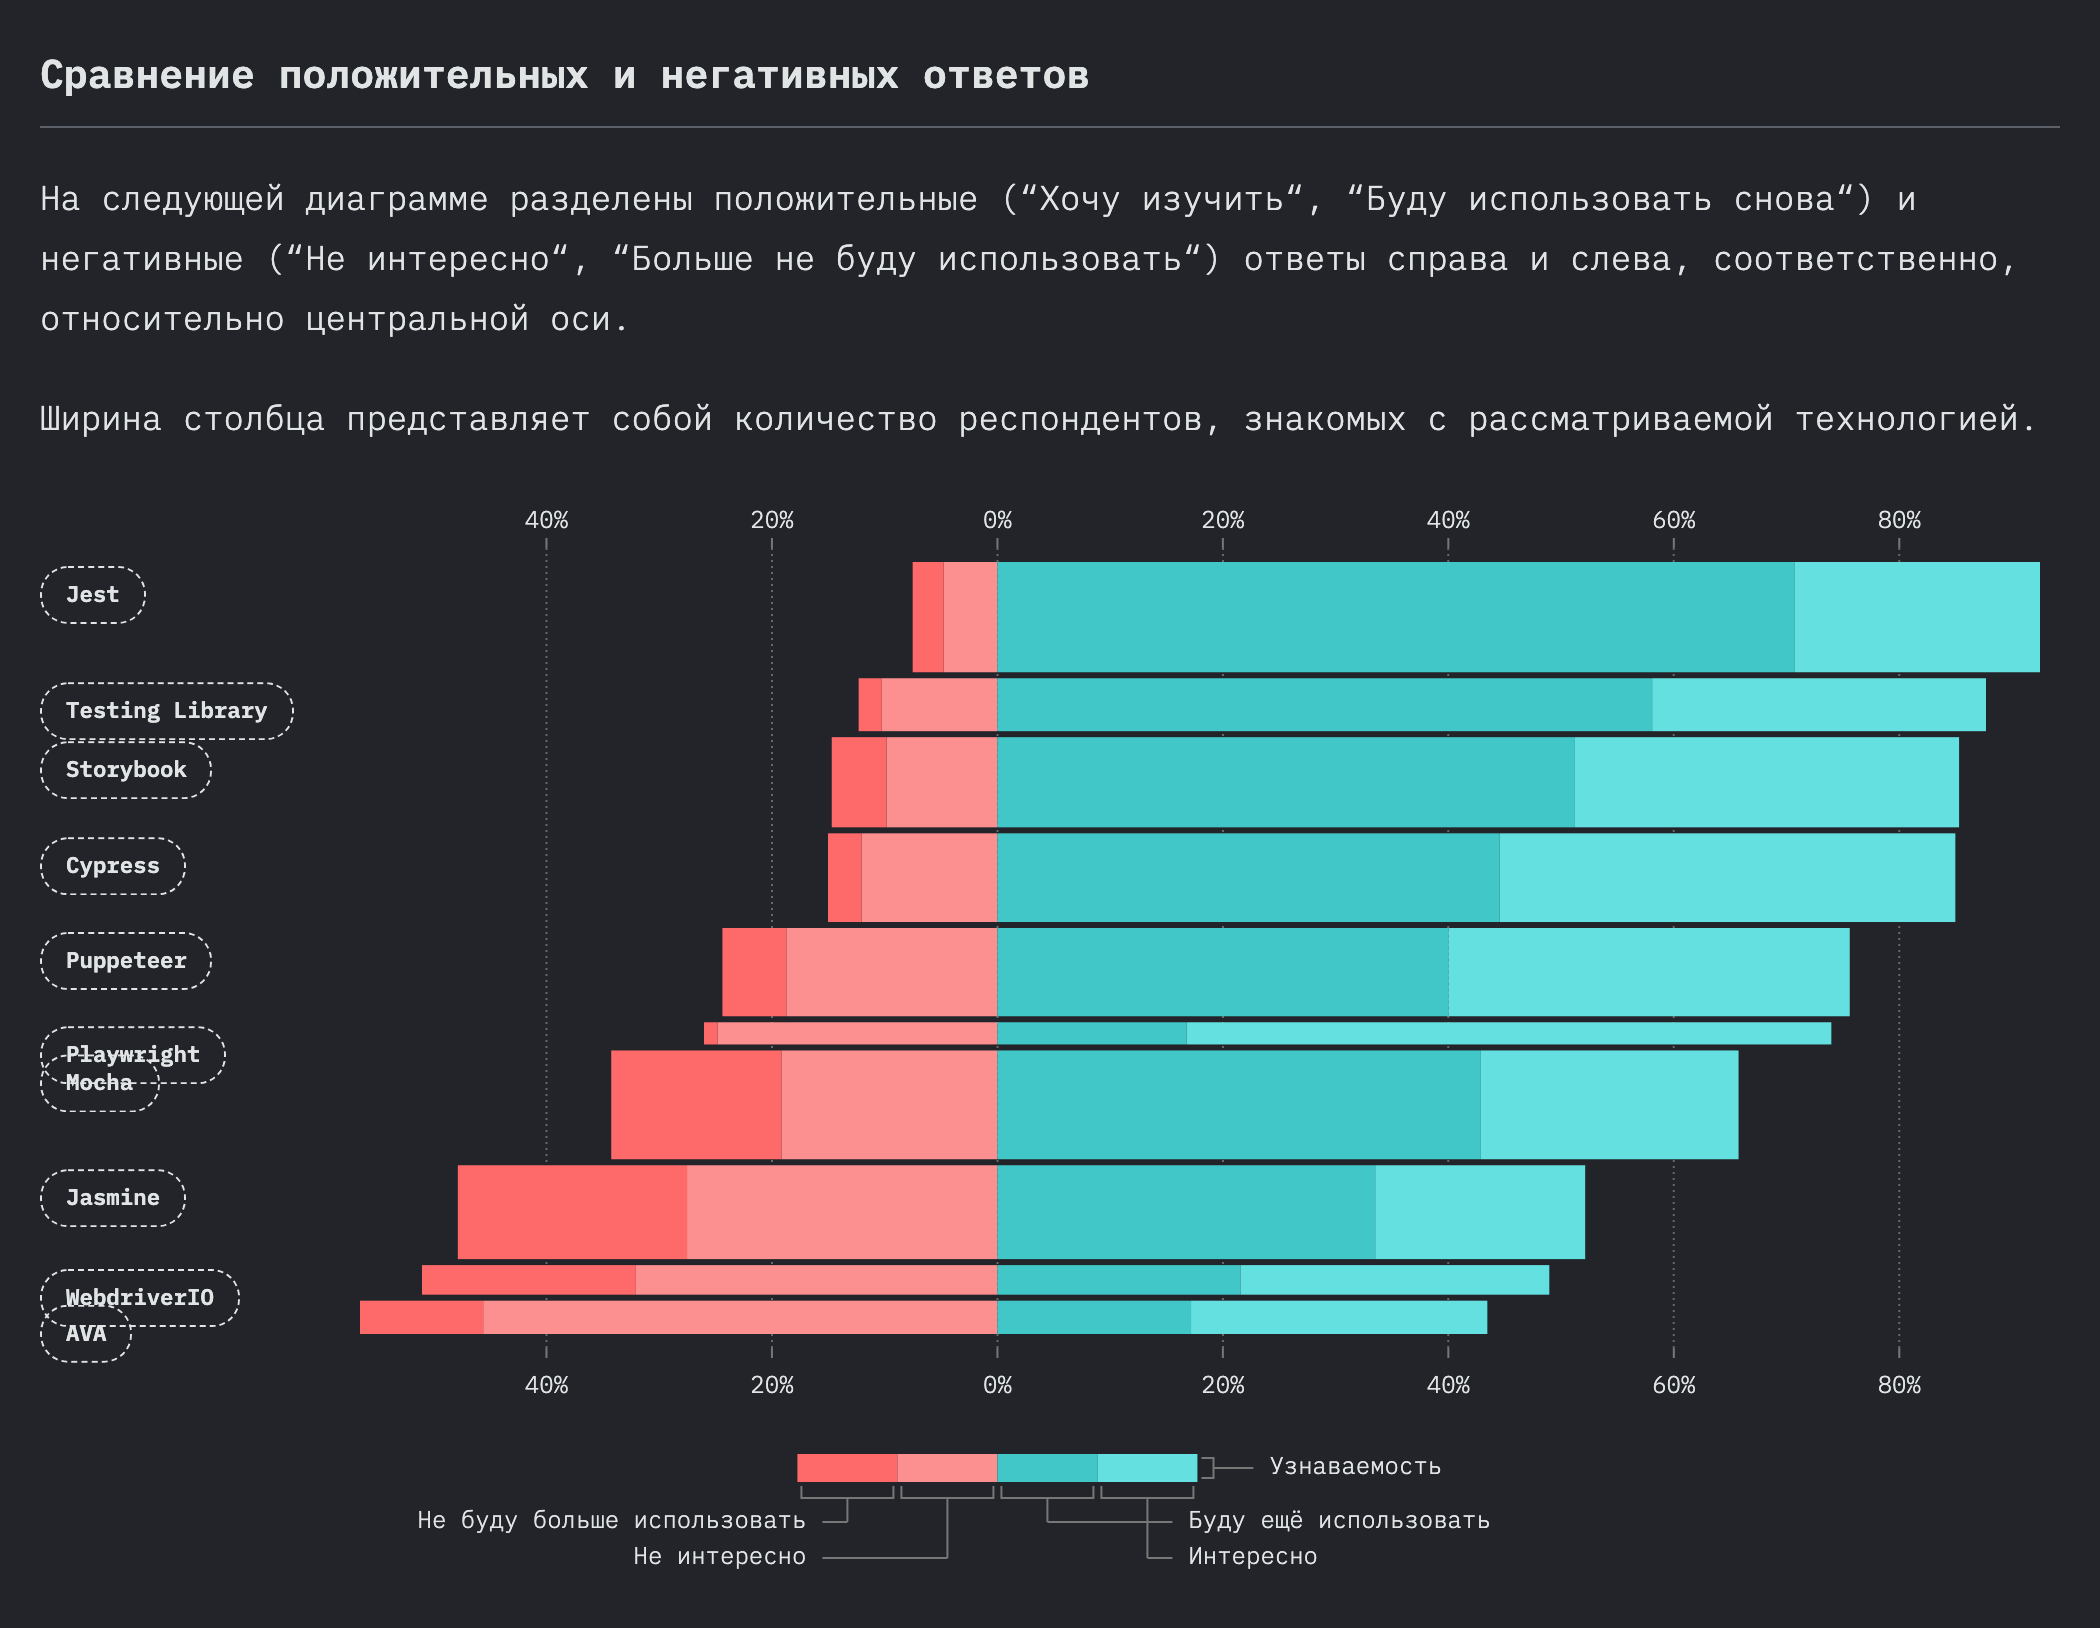 Сравнение положительных и негативных ответов
На следующей диаграмме разделены положительные (“Хочу изучить“, “Буду использовать снова“) и
негативные (“Не интересно“, “Больше не буду использовать“) ответы справа и слева, соответственно,
относительно центральной оси.
Ширина столбца представляет собой количество респондентов, знакомых с рассматриваемой технологией.
40% 20% 0% 20% 40% 60% 80%
Jest
Testing Library
Storybook
Cypress
Puppeteer
Playwright
Mocha
Jasmine
WebdriverIO
AVA
40% 20% 0% 20% 40% 60% 80%
Узнаваемость
Не буду больше использовать Буду ещё использовать
Не интересно Интересно